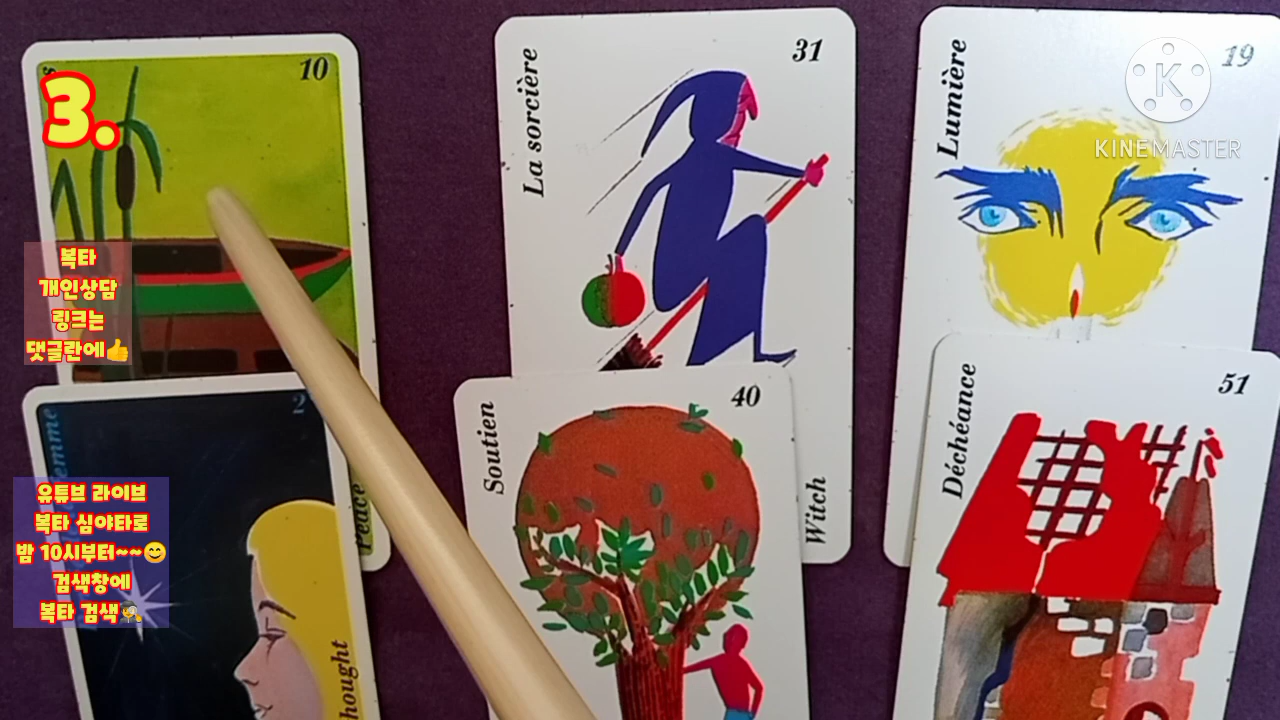 3.
10
복타
개인상담
링크는
댓글란에👍
유튜브 라이브
복타 심야타로
밤 10시부터~~😊
검색창에
복타 검색
2
Peace
hought
La sorcière
31
Witch
Soutien
40
Lumière
19
KINEMASTER
Déchéance
51